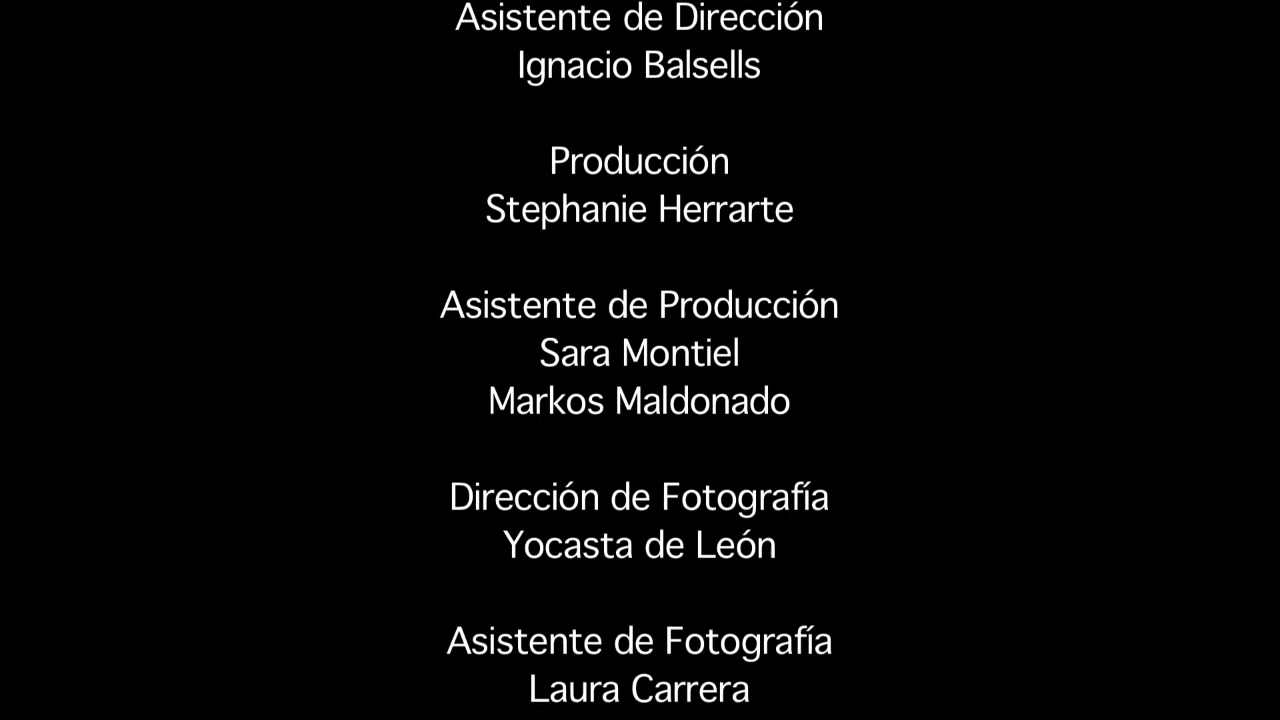 Asistente de Dirección
Ignacio Balsells
Producción
Stephanie Herrarte
Asistente de Producción
Sara Montiel
Markos Maldonado
Dirección de Fotografía
Yocasta de León
Asistente de Fotografía
Laura Carrera